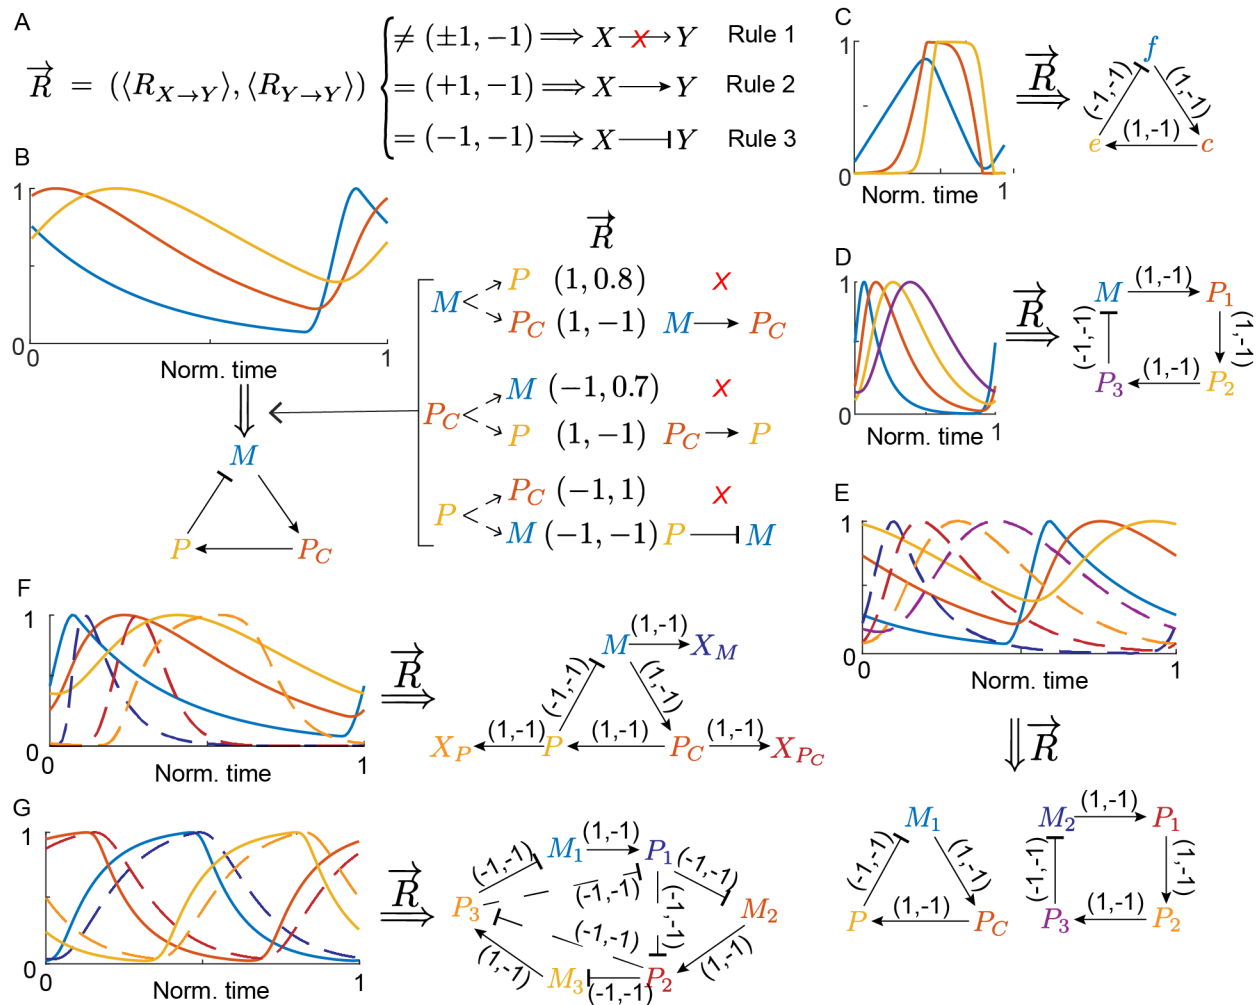 A
R⃗ = (⟨R_{X→Y}⟩, ⟨R_{Y→Y}⟩)
≠ (±1, −1) ⟹ X → Y Rule 1
X
= (+1, −1) ⟹ X → Y Rule 2
= (−1, −1) ⟹ X ⊣ Y Rule 3
B
1
0
0
1
Norm. time
M
P
P_C
R⃗
M
P (1, 0.8) X
P_C (1, −1) M → P_C
P_C
M (−1, 0.7) X
P (1, −1) P_C → P
P
P_C (−1, 1) X
M (−1, −1) P ⊣ M
C
1
0
Norm. time
1
R⃗
f
(-1,-1)
(1,-1)
(1,-1)
e
c
D
1
0
Norm. time
1
R⃗
M
(1,-1)
P_1
(-1,-1)
(1,-1)
P_3
(1,-1)
P_2
E
1
0
0
1
Norm. time
R⃗
M_1
(-1,-1)
(1,-1)
P
(1,-1)
P_C
M_2
(1,-1)
P_1
(-1,-1)
(1,-1)
P_3
(1,-1)
P_2
F
1
0
0
1
Norm. time
R⃗
M
(1,-1)
X_M
(-1,-1)
(1,-1)
X_P
(1,-1)
P
(1,-1)
P_C
(1,-1)
X_{P_C}
G
1
0
0
1
Norm. time
R⃗
M_1
(1,-1)
P_1
(-1,-1)
(-1,-1)
(-1,-1)
(-1,-1)
P_3
M_2
(-1,-1)
(1,-1)
(1,-1)
M_3
(-1,-1)
P_2